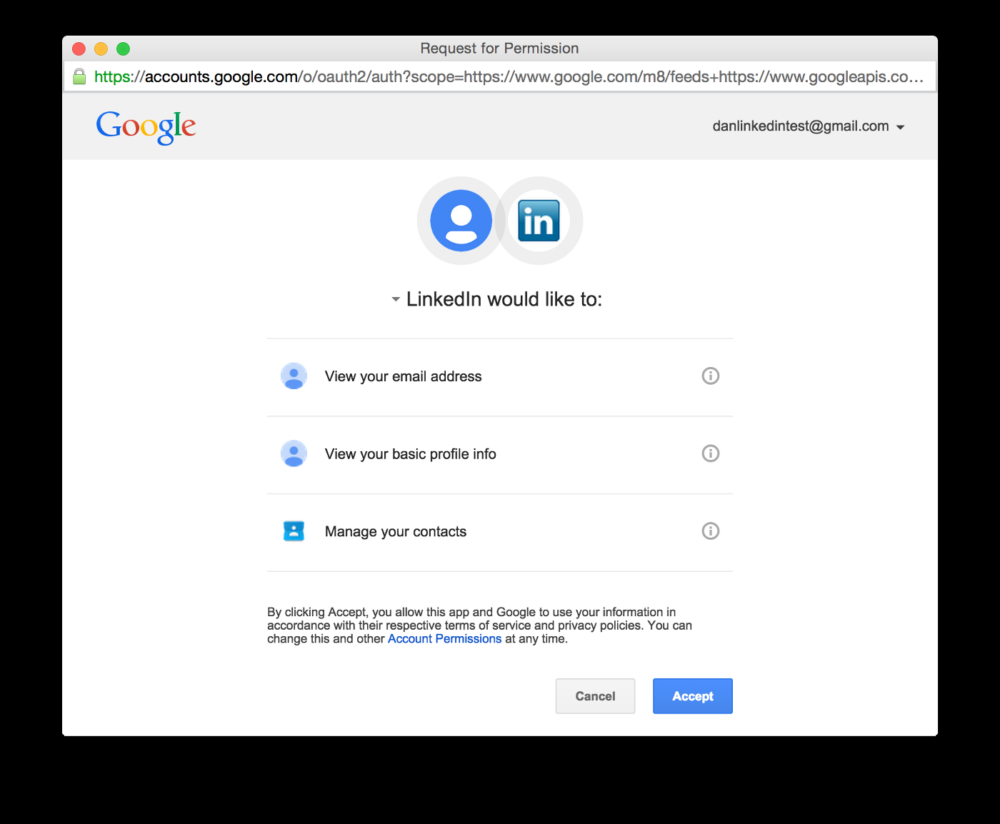 Request for Permission
https://accounts.google.com/o/oauth2/auth?scope=https://www.google.com/m8/feeds+https://www.googleapis.co...
Google
danlinkedintest@gmail.com
in
LinkedIn would like to:
View your email address
View your basic profile info
Manage your contacts
By clicking Accept, you allow this app and Google to use your information in
accordance with their respective terms of service and privacy policies. You can
change this and other Account Permissions at any time.
Cancel
Accept